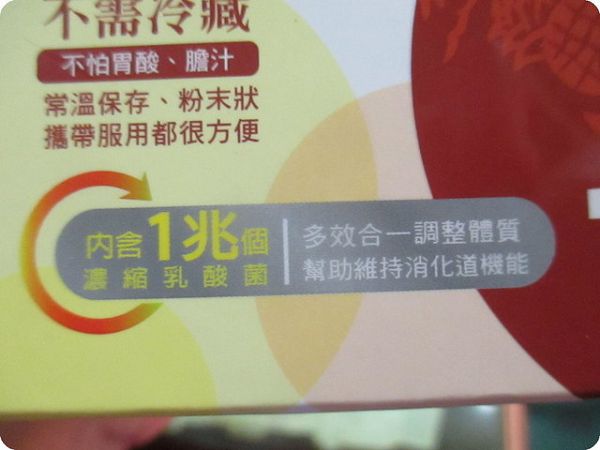 不需冷藏
不怕胃酸、膽汁
常溫保存、粉末狀
攜帶服用都很方便
內含1兆個
濃縮乳酸菌
多效合一調整體質
幫助維持消化道機能